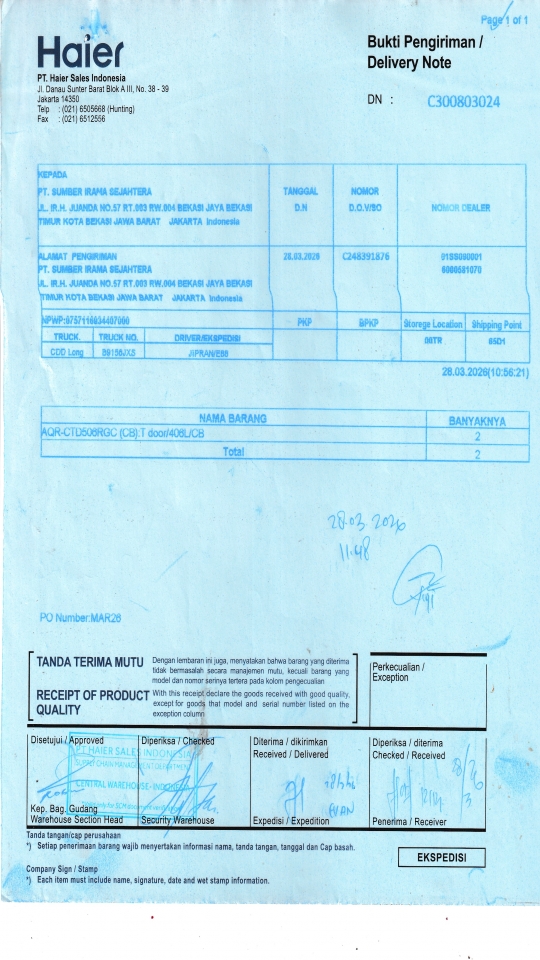 Page 1 of 1
Haier
Bukti Pengiriman /
Delivery Note
PT. Haier Sales Indonesia
Jl. Danau Sunter Barat Blok A III, No. 38 - 39
Jakarta 14350
Telp : (021) 6505668 (Hunting)
Fax : (021) 6512556
DN : C300803024
KEPADA
PT. SUMBER IRAMA SEJAHTERA
JL. IR.H. JUANDA NO.57 RT.003 RW.004 BEKASI JAYA BEKASI
TIMUR KOTA BEKASI JAWA BARAT JAKARTA Indonesia
TANGGAL
D.N
NOMOR
D.O.V/SO
NOMOR DEALER
ALAMAT PENGIRIMAN
PT. SUMBER IRAMA SEJAHTERA
JL. IR.H. JUANDA NO.57 RT.003 RW.004 BEKASI JAYA BEKASI
TIMUR KOTA BEKASI JAWA BARAT JAKARTA Indonesia
28.03.2026
C248391876
PKP
BPKP
Storege Location
Shipping Point
TRUCK.
TRUCK NO.
DRIVER/EKSPEDISI
CDD Long
28.03.2026(10:56:21)
NAMA BARANG
BANYAKNYA
AQR-CTD506RGC (CB):T door/406L/CB
2
Total
2
28.03.2026
11.48
PO Number:MAR26
TANDA TERIMA MUTU
Dengan lembaran ini juga, menyatakan bahwa barang yang diterima
tidak bermasalah secara manajemen mutu, kecuali barang yang
model dan nomor serinya tertera pada kolom pengecualian
RECEIPT OF PRODUCT
QUALITY
With this receipt declare the goods received with good quality,
except for goods that model and serial number listed on the
exception column
Perkecualian /
Exception
Disetujui / Approved
Diperiksa / Checked
Diterima / dikirimkan
Received / Delivered
Diperiksa / diterima
Checked / Received
PT HAIER SALES INDONESIA
SUPPLY CHAIN MANAGEMENT DEPARTMENT
CENTRAL WAREHOUSE- INDONESIA
Kep. Bag. Gudang
Warehouse Section Head
Security Warehouse
Expedisi / Expedition
Penerima / Receiver
Tanda tangan/cap perusahaan
*) Setiap penerimaan barang wajib menyertakan informasi nama, tanda tangan, tanggal dan Cap basah.
EKSPEDISI
Company Sign / Stamp
*) Each item must include name, signature, date and wet stamp information.